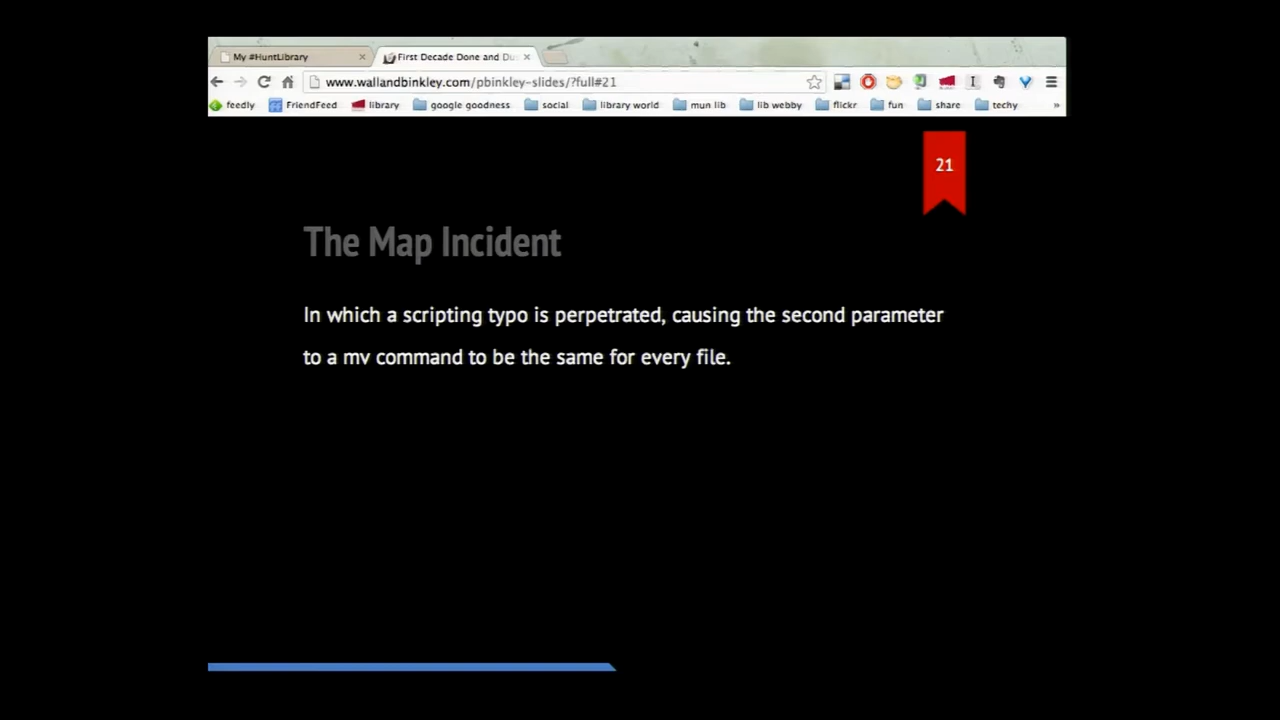 My #HuntLibrary
First Decade Done and Du
www.wallandbinkley.com/pbinkley-slides/?full#21
feedly FriendFeed library google goodness social library world mun lib lib webby flickr fun share techy »
21
The Map Incident
In which a scripting typo is perpetrated, causing the second parameter
to a mv command to be the same for every file.